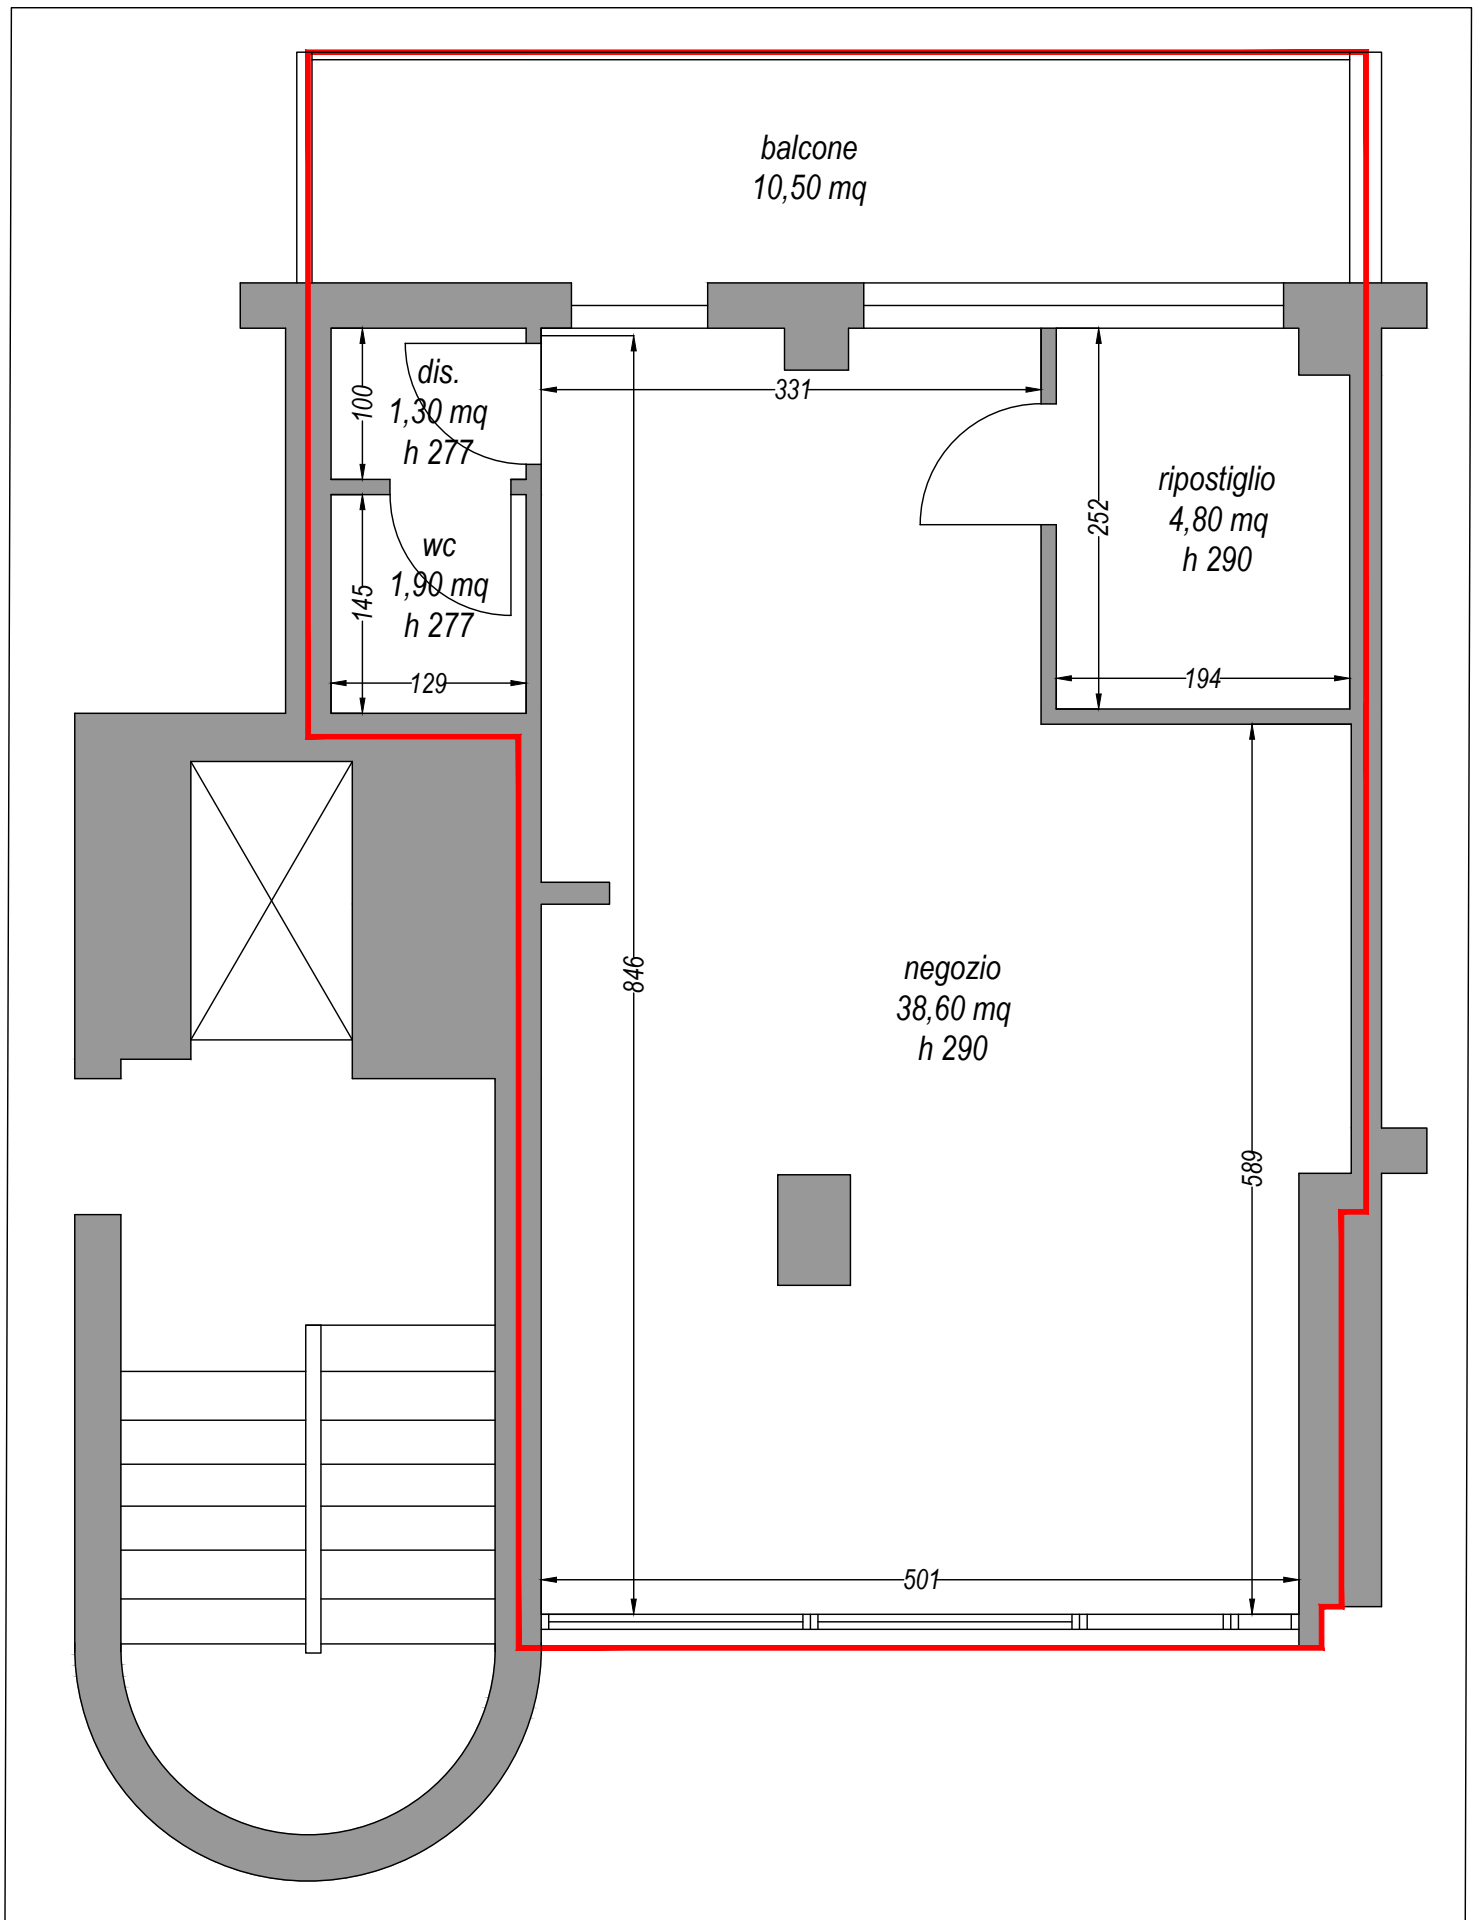 balcone
10,50 mq
dis.
1,30 mq
h 277
100
331
ripostiglio
4,80 mq
h 290
252
wc
1,90 mq
h 277
145
129
194
negozio
38,60 mq
h 290
846
589
501